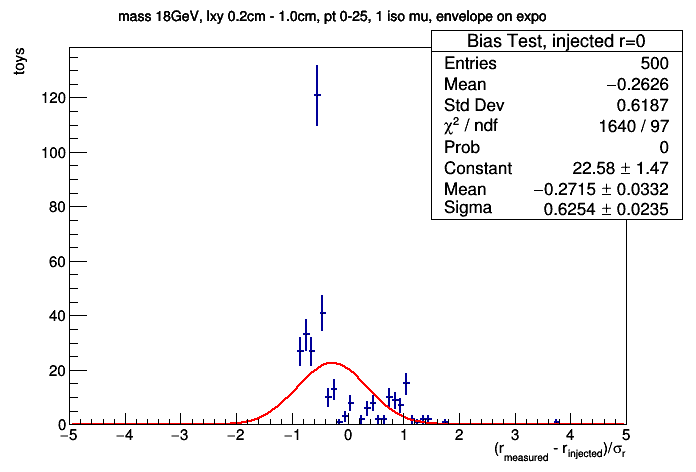 mass 18GeV, lxy 0.2cm - 1.0cm, pt 0-25, 1 iso mu, envelope on expo
toys
Bias Test, injected r=0
Entries 500
Mean −0.2626
Std Dev 0.6187
χ² / ndf 1640 / 97
Prob 0
Constant 22.58 ± 1.47
Mean −0.2715 ± 0.0332
Sigma 0.6254 ± 0.0235
120
100
80
60
40
20
0
−5 −4 −3 −2 −1 0 1 2 3 4 5
(r_measured - r_injected)/σ_r